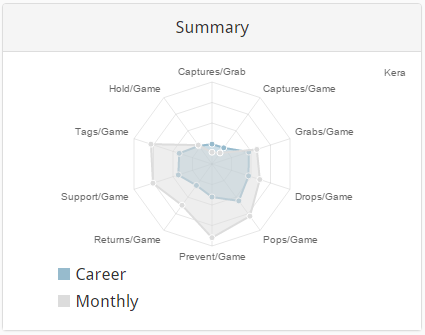 Summary
Captures/Grab
Kera
Hold/Game
Captures/Game
Tags/Game
Grabs/Game
Support/Game
Drops/Game
Returns/Game
Pops/Game
Prevent/Game
Career
Monthly